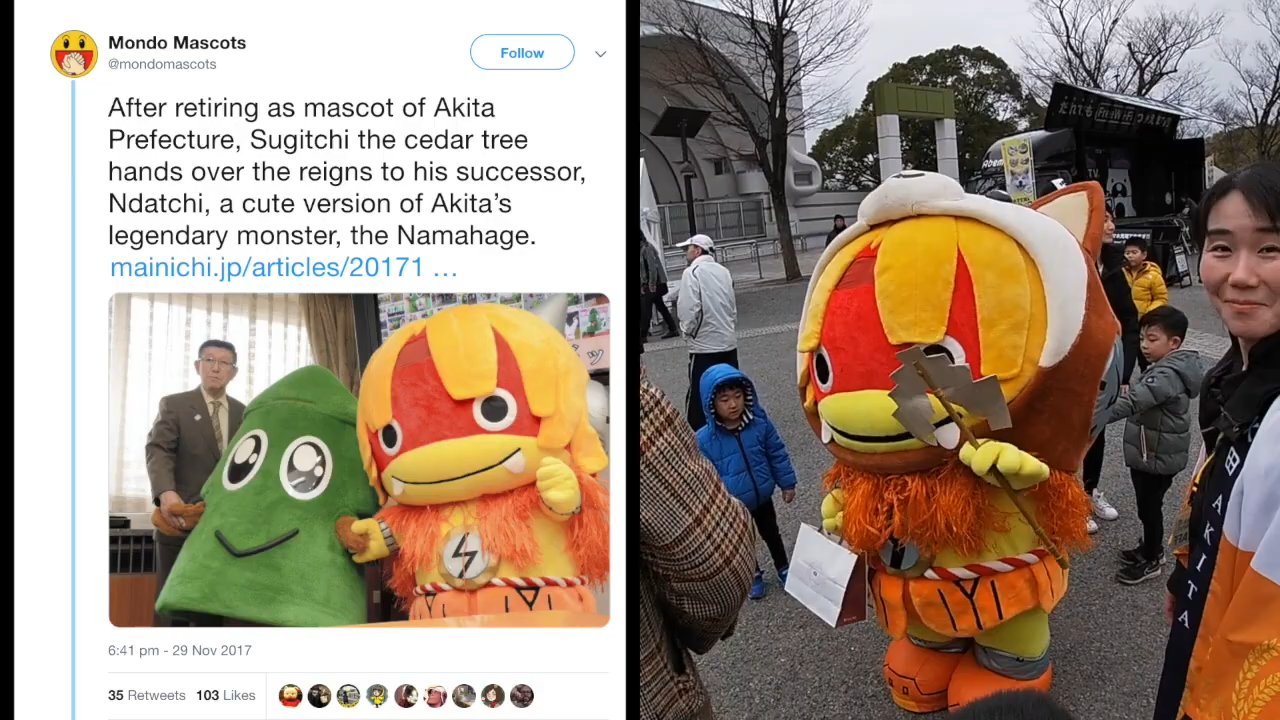 Mondo Mascots
@mondomascots
Follow
After retiring as mascot of Akita
Prefecture, Sugitchi the cedar tree
hands over the reigns to his successor,
Ndatchi, a cute version of Akita’s
legendary monster, the Namahage.
mainichi.jp/articles/20171 …
6:41 pm - 29 Nov 2017
35 Retweets 103 Likes
AKITA